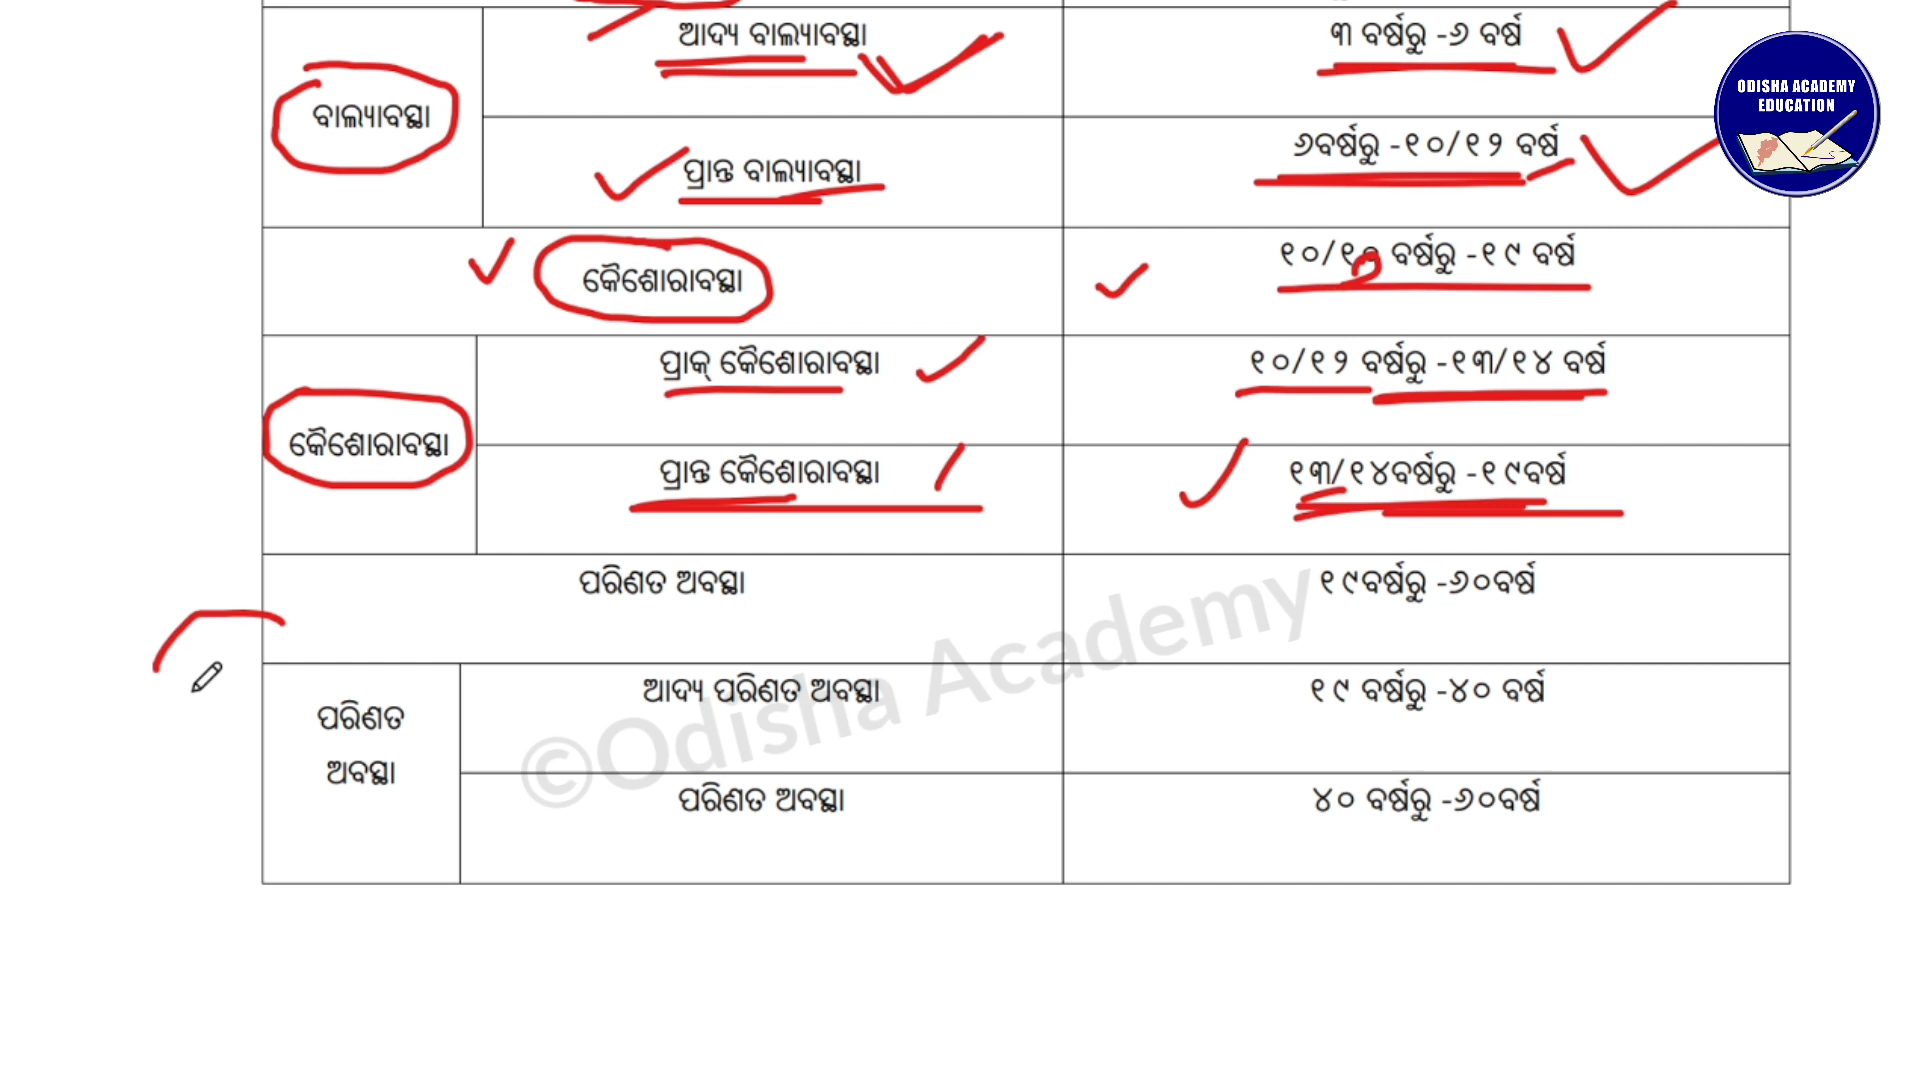 ଆଦ୍ୟ ବାଲ୍ୟାବସ୍ଥା
୩ ବର୍ଷରୁ -୬ ବର୍ଷ
ବାଲ୍ୟାବସ୍ଥା
ପ୍ରାନ୍ତ ବାଲ୍ୟାବସ୍ଥା
୬ବର୍ଷରୁ -୧୦/୧୨ ବର୍ଷ
କୈଶୋରାବସ୍ଥା
୧୦/୧୨ ବର୍ଷରୁ -୧୯ ବର୍ଷ
କୈଶୋରାବସ୍ଥା
ପ୍ରାକ୍ କୈଶୋରାବସ୍ଥା
୧୦/୧୨ ବର୍ଷରୁ -୧୩/୧୪ ବର୍ଷ
ପ୍ରାନ୍ତ କୈଶୋରାବସ୍ଥା
୧୩/୧୪ବର୍ଷରୁ -୧୯ବର୍ଷ
ପରିଣତ ଅବସ୍ଥା
୧୯ବର୍ଷରୁ -୬୦ବର୍ଷ
ପରିଣତ
ଅବସ୍ଥା
ଆଦ୍ୟ ପରିଣତ ଅବସ୍ଥା
୧୯ ବର୍ଷରୁ -୪୦ ବର୍ଷ
ପରିଣତ ଅବସ୍ଥା
୪୦ ବର୍ଷରୁ -୬୦ବର୍ଷ
©Odisha Academy
ODISHA ACADEMY
EDUCATION